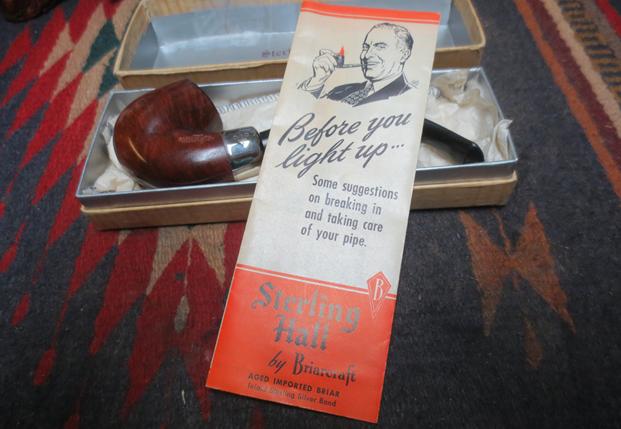 Before you
light up...
Some suggestions
on breaking in
and taking care
of your pipe.
B
Sterling
Hall
by Briarcraft
AGED IMPORTED BRIAR
Inlaid Sterling Silver Band